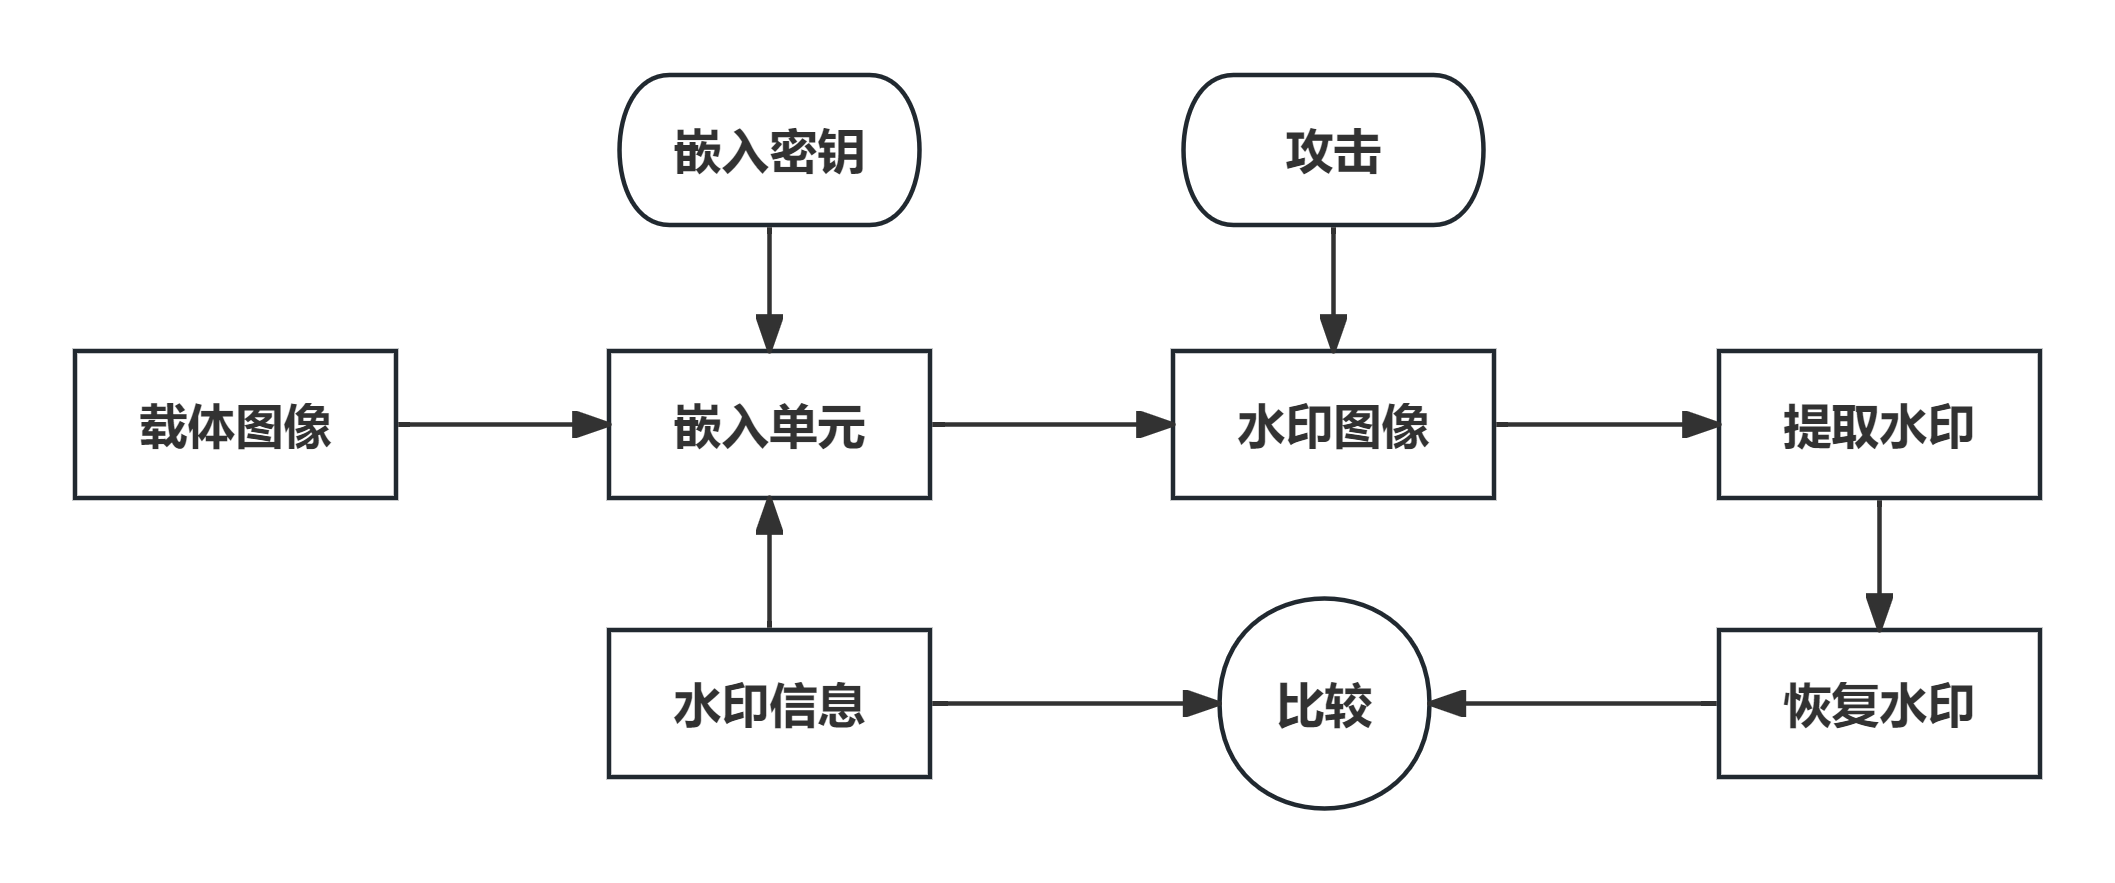 嵌入密钥
攻击
载体图像
嵌入单元
水印图像
提取水印
水印信息
比较
恢复水印